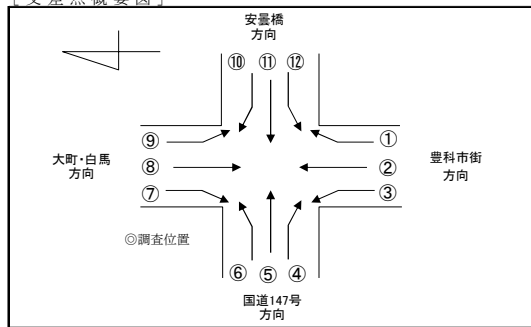 [交差点概要図]
安曇橋
方向
⑩ ⑪ ⑫
⑨ ①
大町・白馬
方向
⑧ ②
豊科市街
方向
⑦ ③
◎調査位置
⑥ ⑤ ④
国道147号
方向